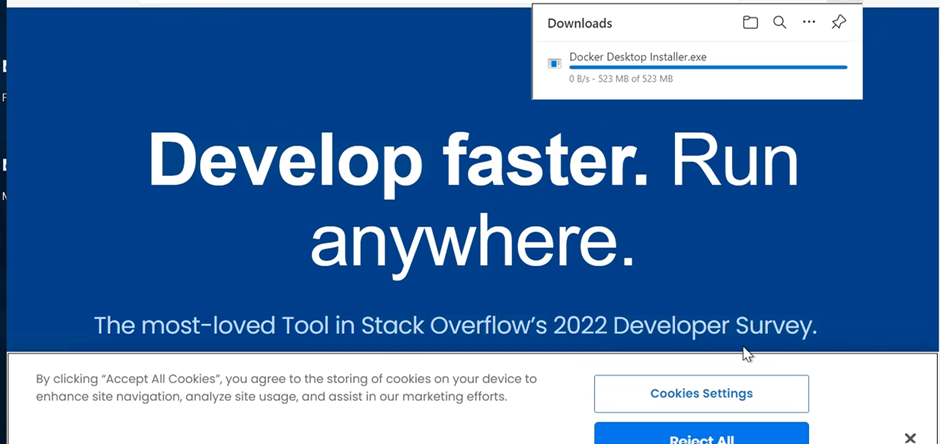 Downloads
Docker Desktop Installer.exe
0 B/s - 523 MB of 523 MB
F
Develop faster. Run
anywhere.
The most-loved Tool in Stack Overflow's 2022 Developer Survey.
By clicking “Accept All Cookies”, you agree to the storing of cookies on your device to
enhance site navigation, analyze site usage, and assist in our marketing efforts.
Cookies Settings
Reject All